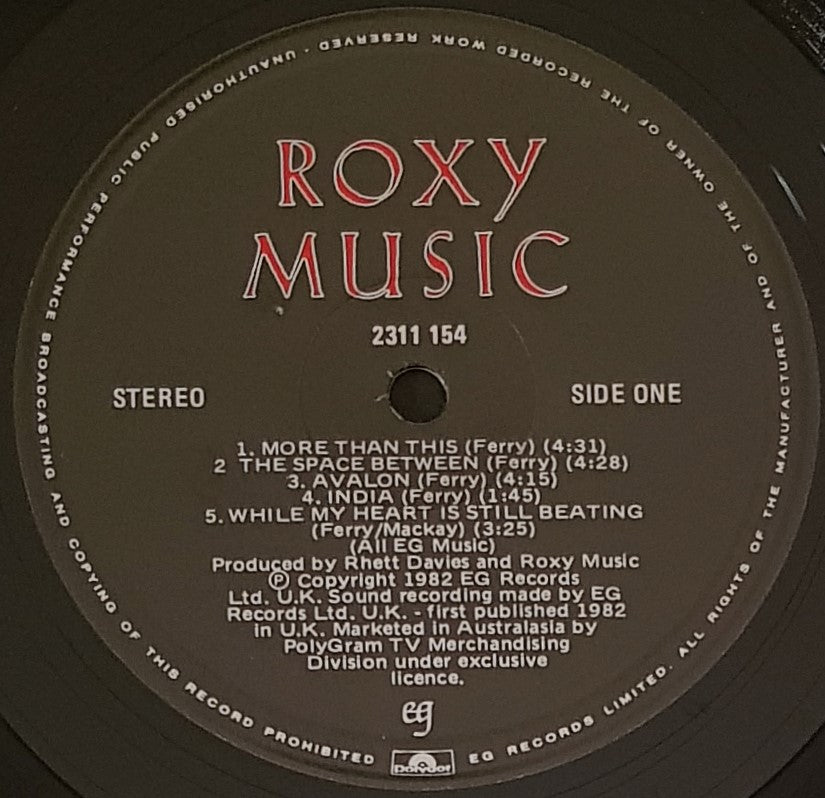 ROXY
MUSIC
2311 154
STEREO
SIDE ONE
1. MORE THAN THIS (Ferry) (4:31)
2 THE SPACE BETWEEN (Ferry) (4:28)
3. AVALON (Ferry) (4:15)
4. INDIA (Ferry) (1:45)
5. WHILE MY HEART IS STILL BEATING
(Ferry/Mackay) (3:25)
(All EG Music)
Produced by Rhett Davies and Roxy Music
℗ Copyright 1982 EG Records
Ltd. U.K. Sound recording made by EG
Records Ltd. U.K. - first published 1982
in U.K. Marketed in Australasia by
PolyGram TV Merchandising
Division under exclusive
licence.
eg
Polydor
EG RECORDS LIMITED. ALL RIGHTS OF THE MANUFACTURER AND OF THE OWNER OF THE RECORDED WORK RESERVED · UNAUTHORISED PUBLIC PERFORMANCE BROADCASTING AND COPYING OF THIS RECORD PROHIBITED